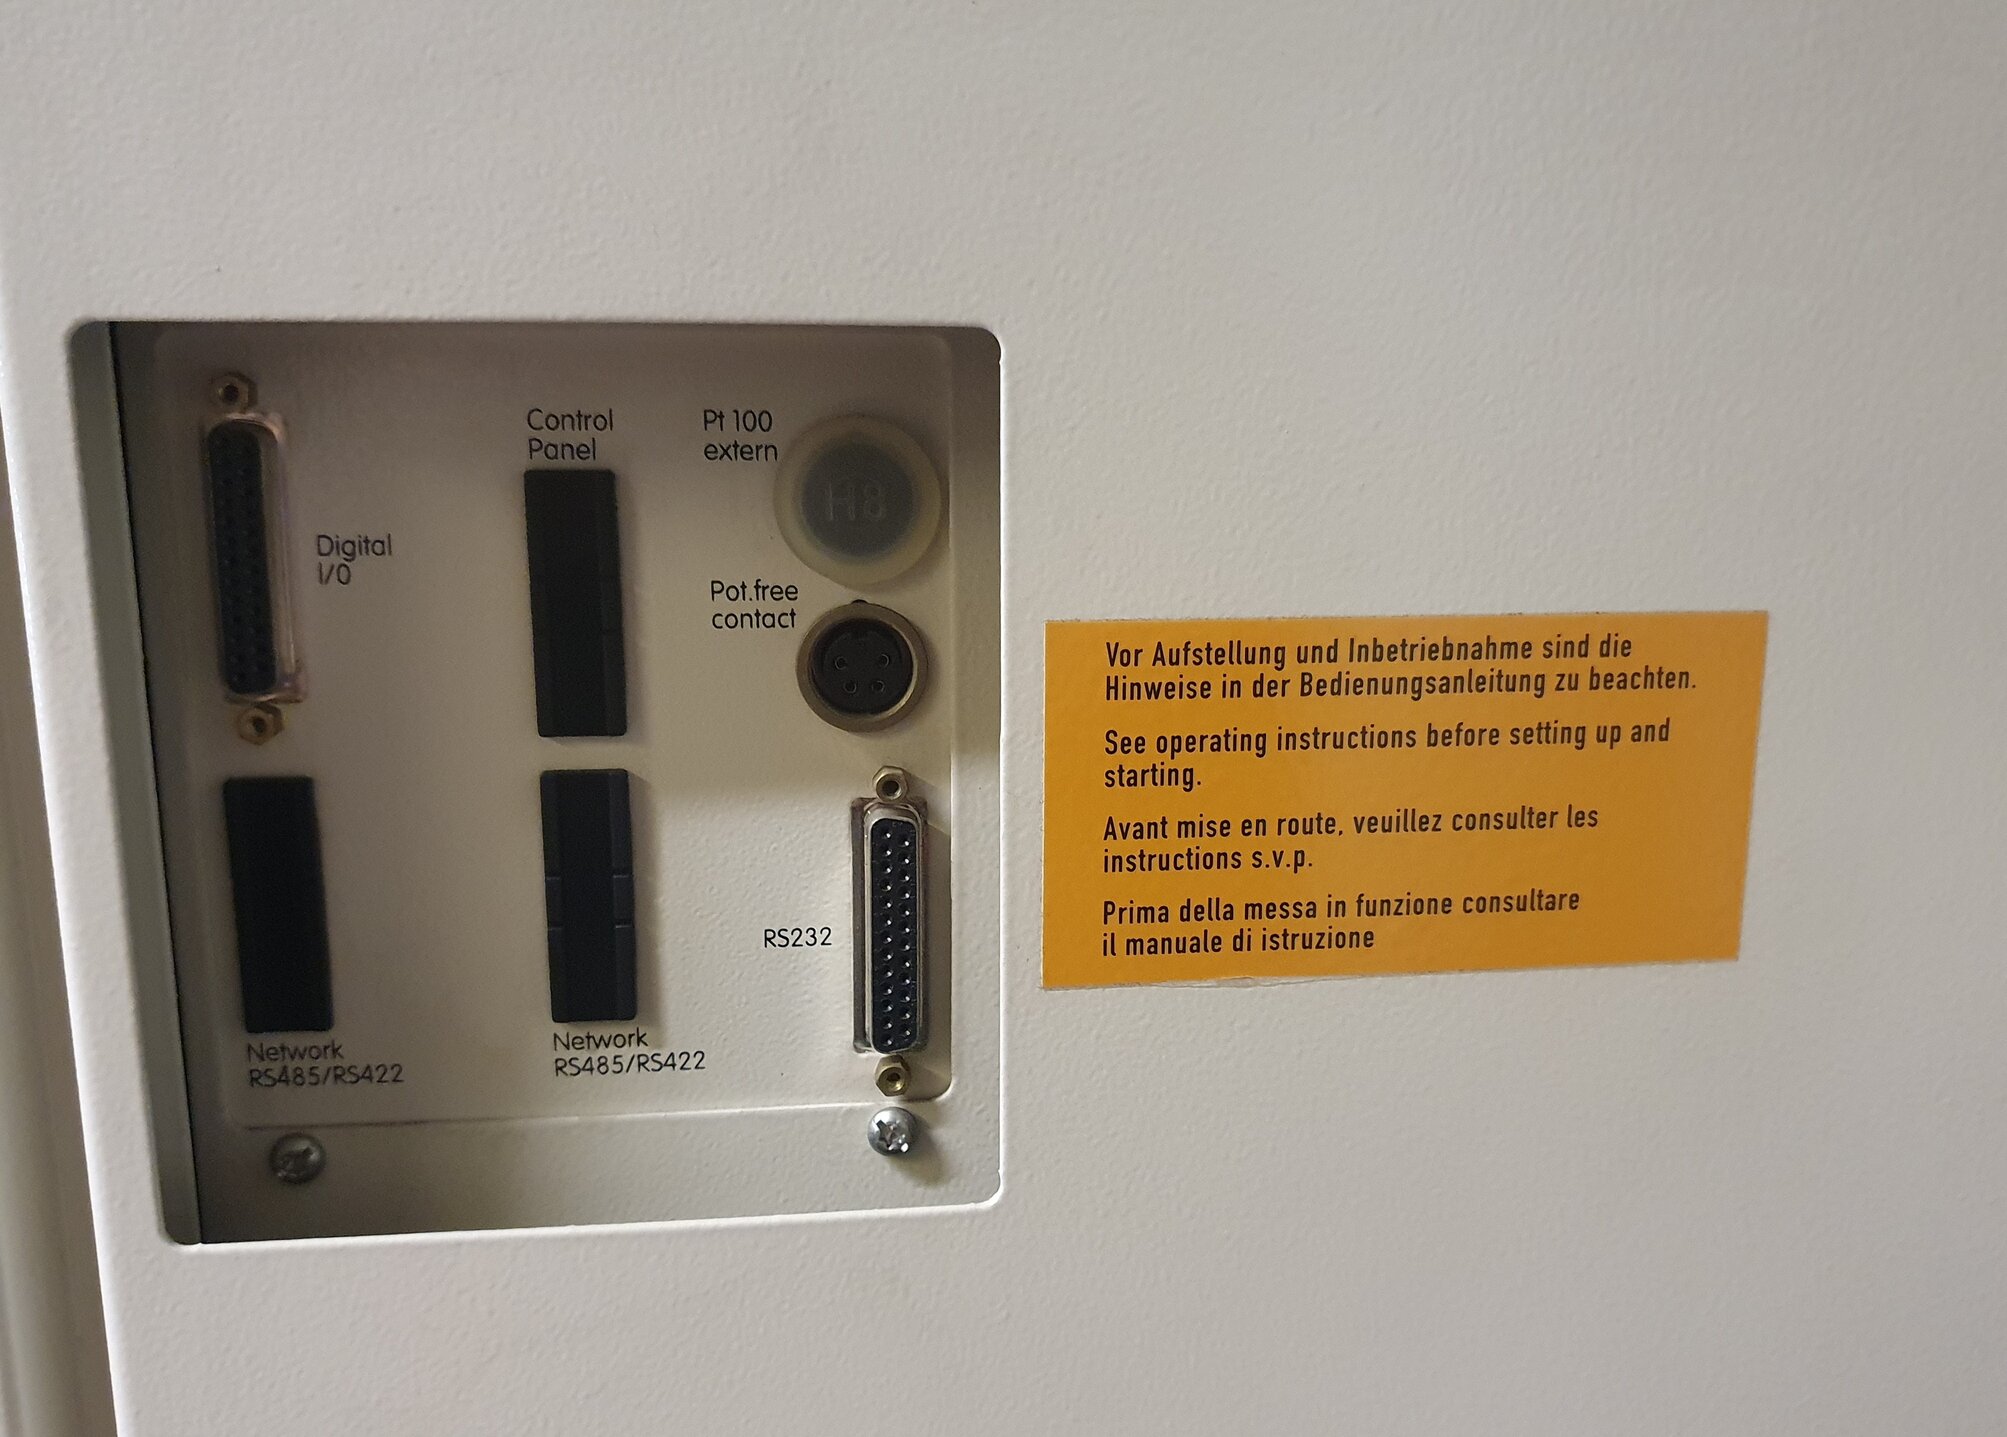 Control
Panel
Pt 100
extern
H8
Digital
I/0
Pot.free
contact
RS232
Network
RS485/RS422
Network
RS485/RS422
Vor Aufstellung und Inbetriebnahme sind die
Hinweise in der Bedienungsanleitung zu beachten.
See operating instructions before setting up and
starting.
Avant mise en route, veuillez consulter les
instructions s.v.p.
Prima della messa in funzione consultare
il manuale di istruzione